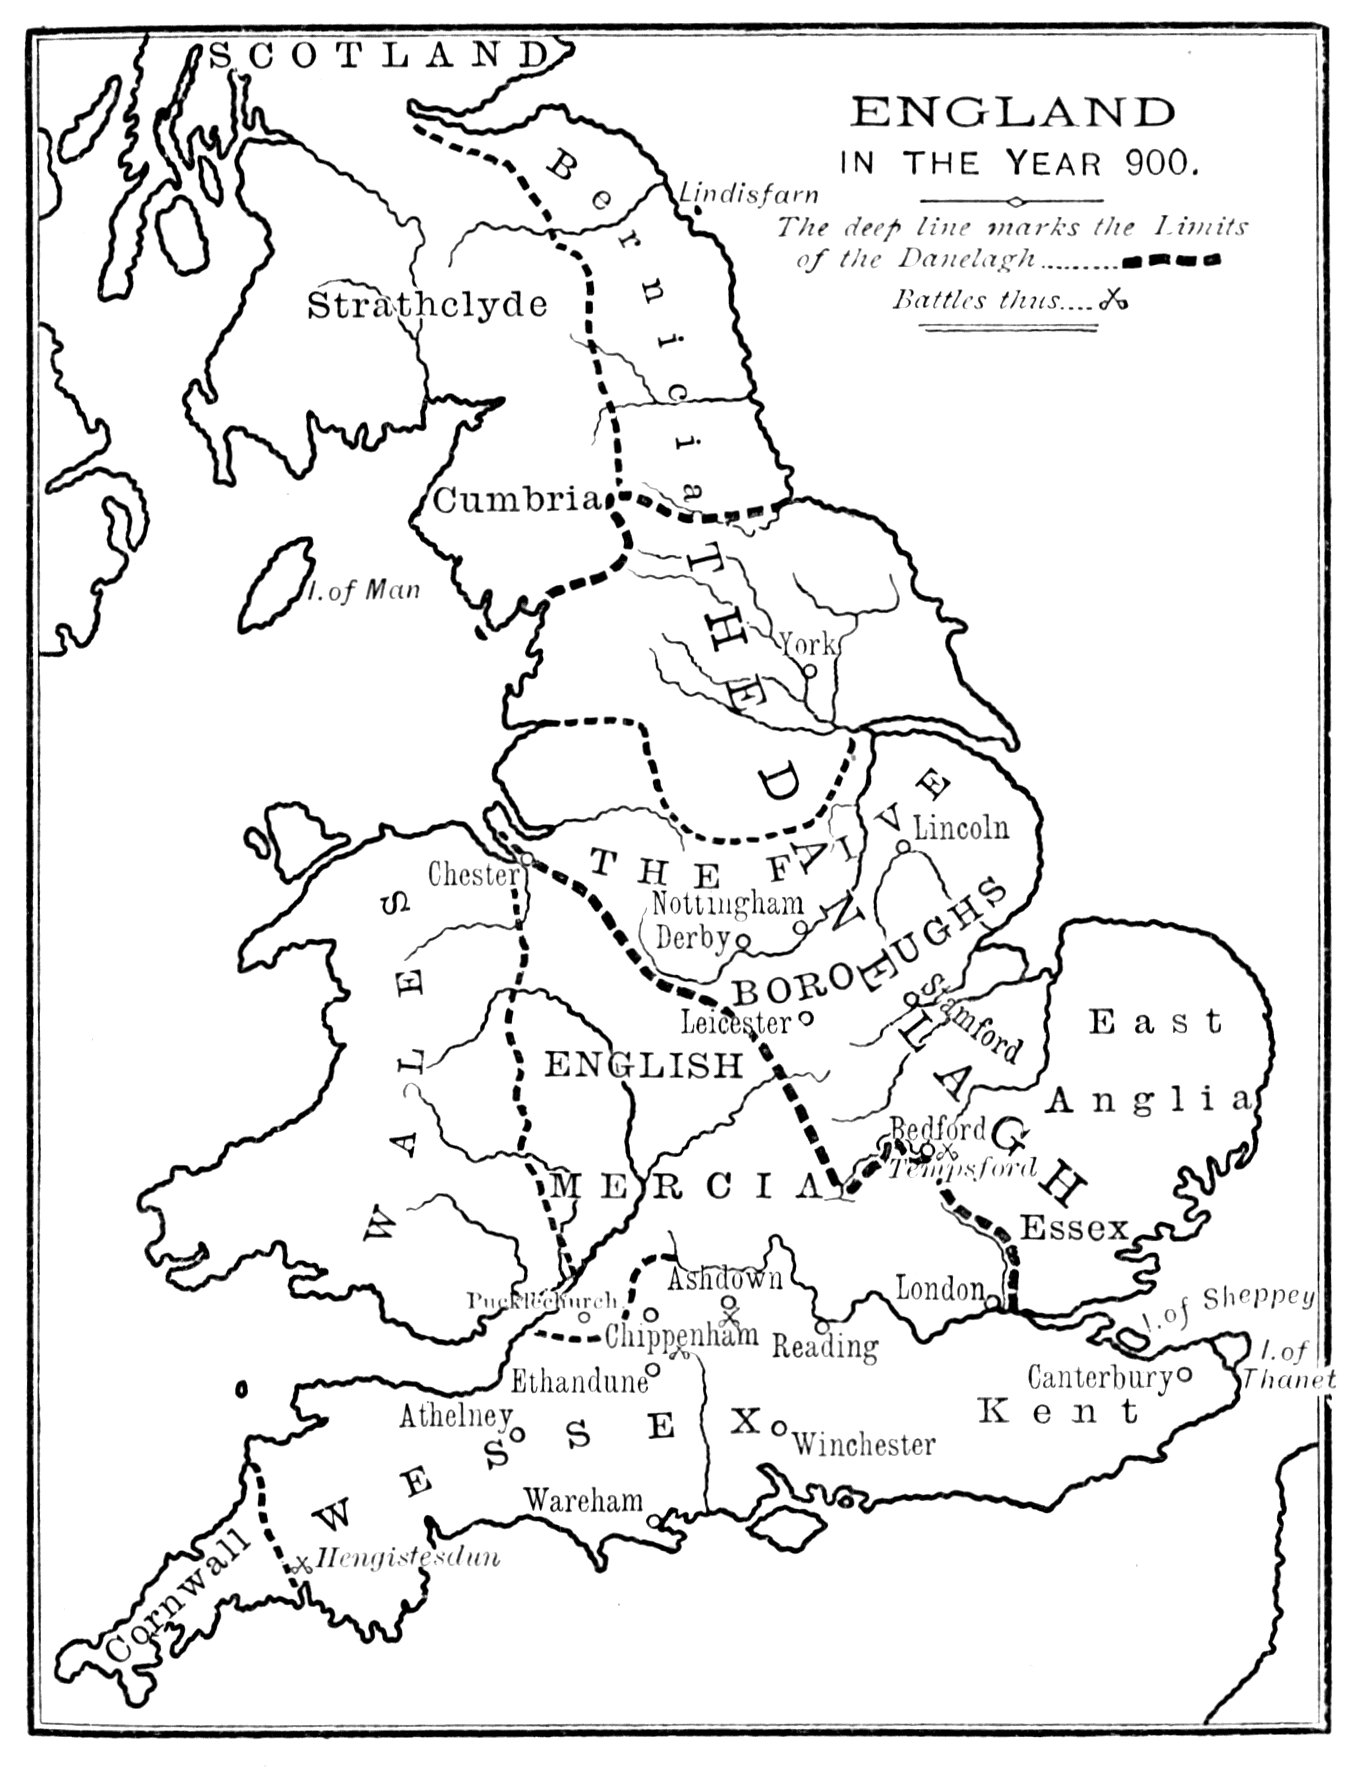 SCOTLAND
ENGLAND
IN THE YEAR 900.
The deep line marks the Limits
of the Danelagh.........
Battles thus....
Bernicia
Lindisfarn
Strathclyde
Cumbria
I. of Man
THE DANELAGH
York
THE FIVE
BOROUGHS
Lincoln
Chester
Nottingham
Derby
Stamford
Leicester
WALES
ENGLISH
MERCIA
East
Anglia
Bedford
Tempsford
Essex
London
I. of Sheppey
I. of
Thanet
Ashdown
Pucklechurch
Chippenham
Reading
Ethandune
Canterbury
Kent
Athelney
WESSEX
Winchester
Wareham
Hengistesdun
Cornwall